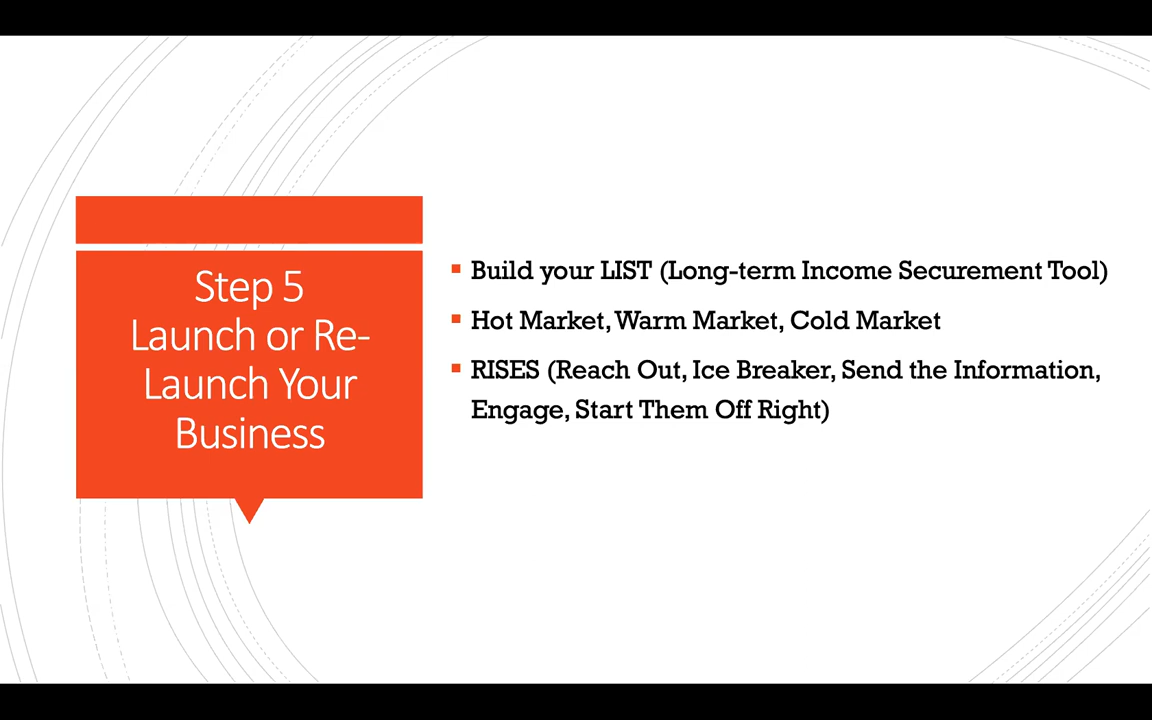 Step 5
Launch or Re-
Launch Your
Business
Build your LIST (Long-term Income Securement Tool)
Hot Market, Warm Market, Cold Market
RISES (Reach Out, Ice Breaker, Send the Information,
Engage, Start Them Off Right)